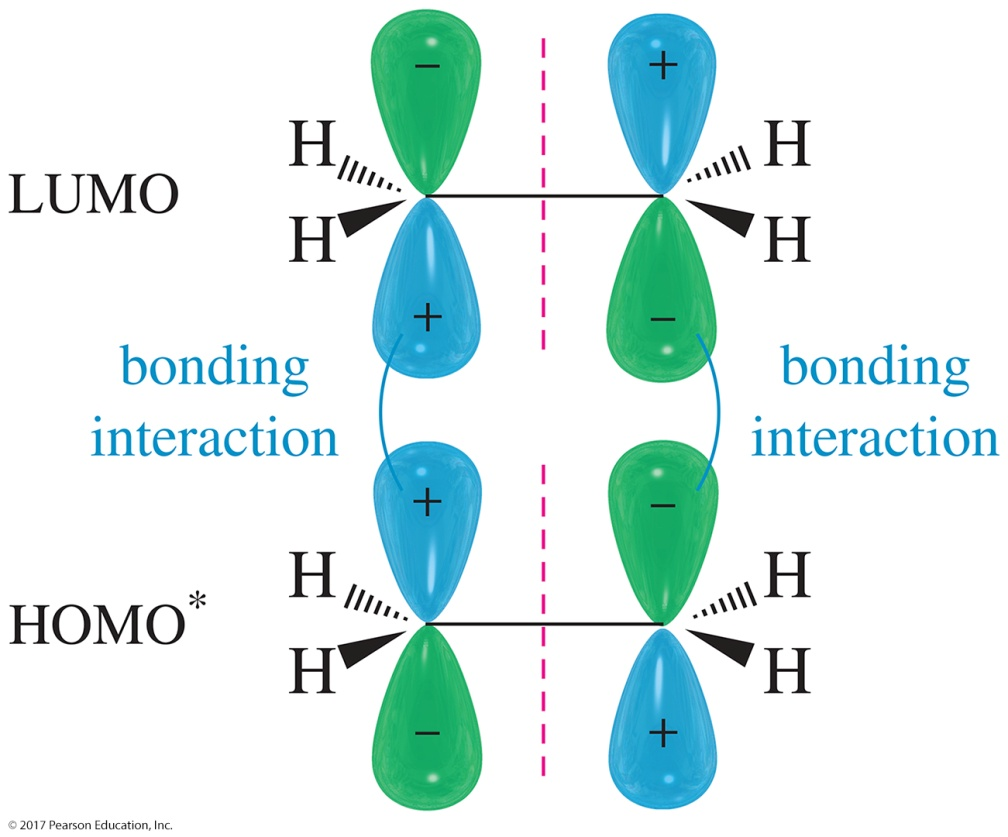 − +
H H
LUMO
H H
+ −
bonding bonding
interaction interaction
+ −
H H
HOMO*
H H
− +
© 2017 Pearson Education, Inc.